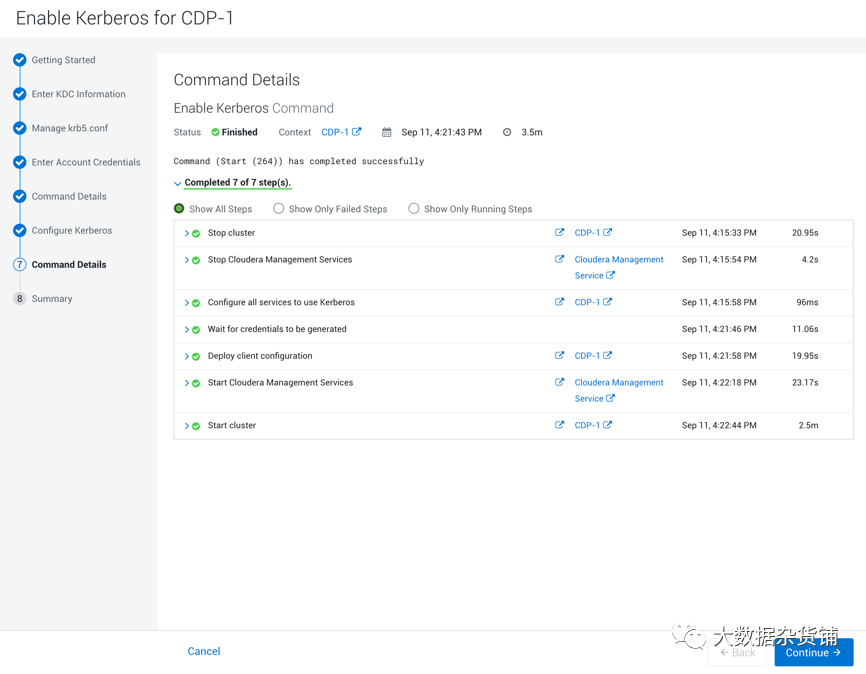 Enable Kerberos for CDP-1
Getting Started
Enter KDC Information
Manage krb5.conf
Enter Account Credentials
Command Details
Configure Kerberos
7 Command Details
8 Summary
Command Details
Enable Kerberos Command
Status Finished Context CDP-1 Sep 11, 4:21:43 PM 3.5m
Command (Start (264)) has completed successfully
Completed 7 of 7 step(s).
Show All Steps Show Only Failed Steps Show Only Running Steps
Stop cluster CDP-1 Sep 11, 4:15:33 PM 20.95s
Stop Cloudera Management Services Cloudera Management Sep 11, 4:15:54 PM 4.2s
Service
Configure all services to use Kerberos CDP-1 Sep 11, 4:15:58 PM 96ms
Wait for credentials to be generated Sep 11, 4:21:46 PM 11.06s
Deploy client configuration CDP-1 Sep 11, 4:21:58 PM 19.95s
Start Cloudera Management Services Cloudera Management Sep 11, 4:22:18 PM 23.17s
Service
Start cluster CDP-1 Sep 11, 4:22:44 PM 2.5m
大数据杂货铺
Cancel ← Back Continue →